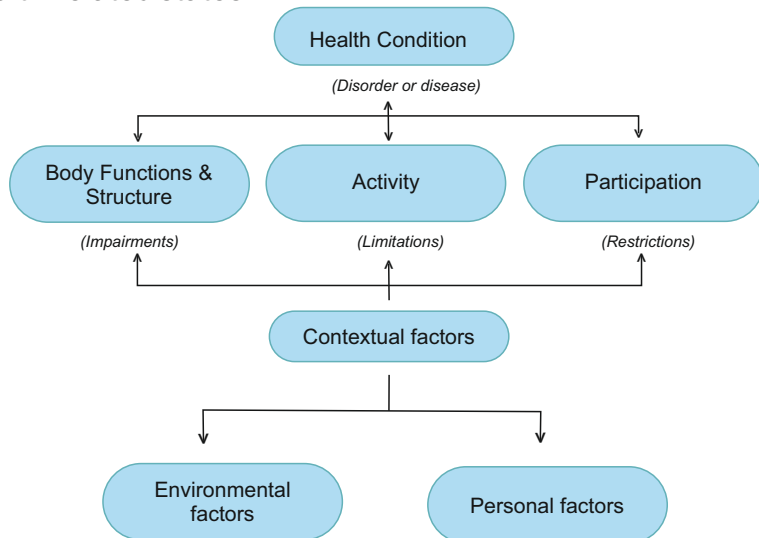 Health Condition
(Disorder or disease)
Body Functions &
Structure
Activity
Participation
(Impairments)
(Limitations)
(Restrictions)
Contextual factors
Environmental
factors
Personal factors